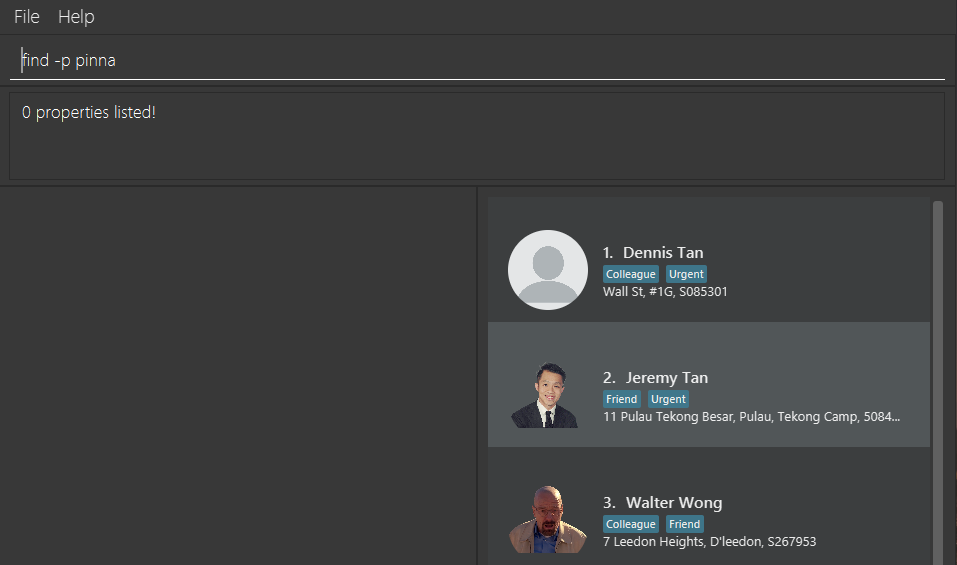 File Help
find -p pinna
0 properties listed!
1. Dennis Tan
Colleague Urgent
Wall St, #1G, S085301
2. Jeremy Tan
Friend Urgent
11 Pulau Tekong Besar, Pulau, Tekong Camp, 5084...
3. Walter Wong
Colleague Friend
7 Leedon Heights, D'leedon, S267953